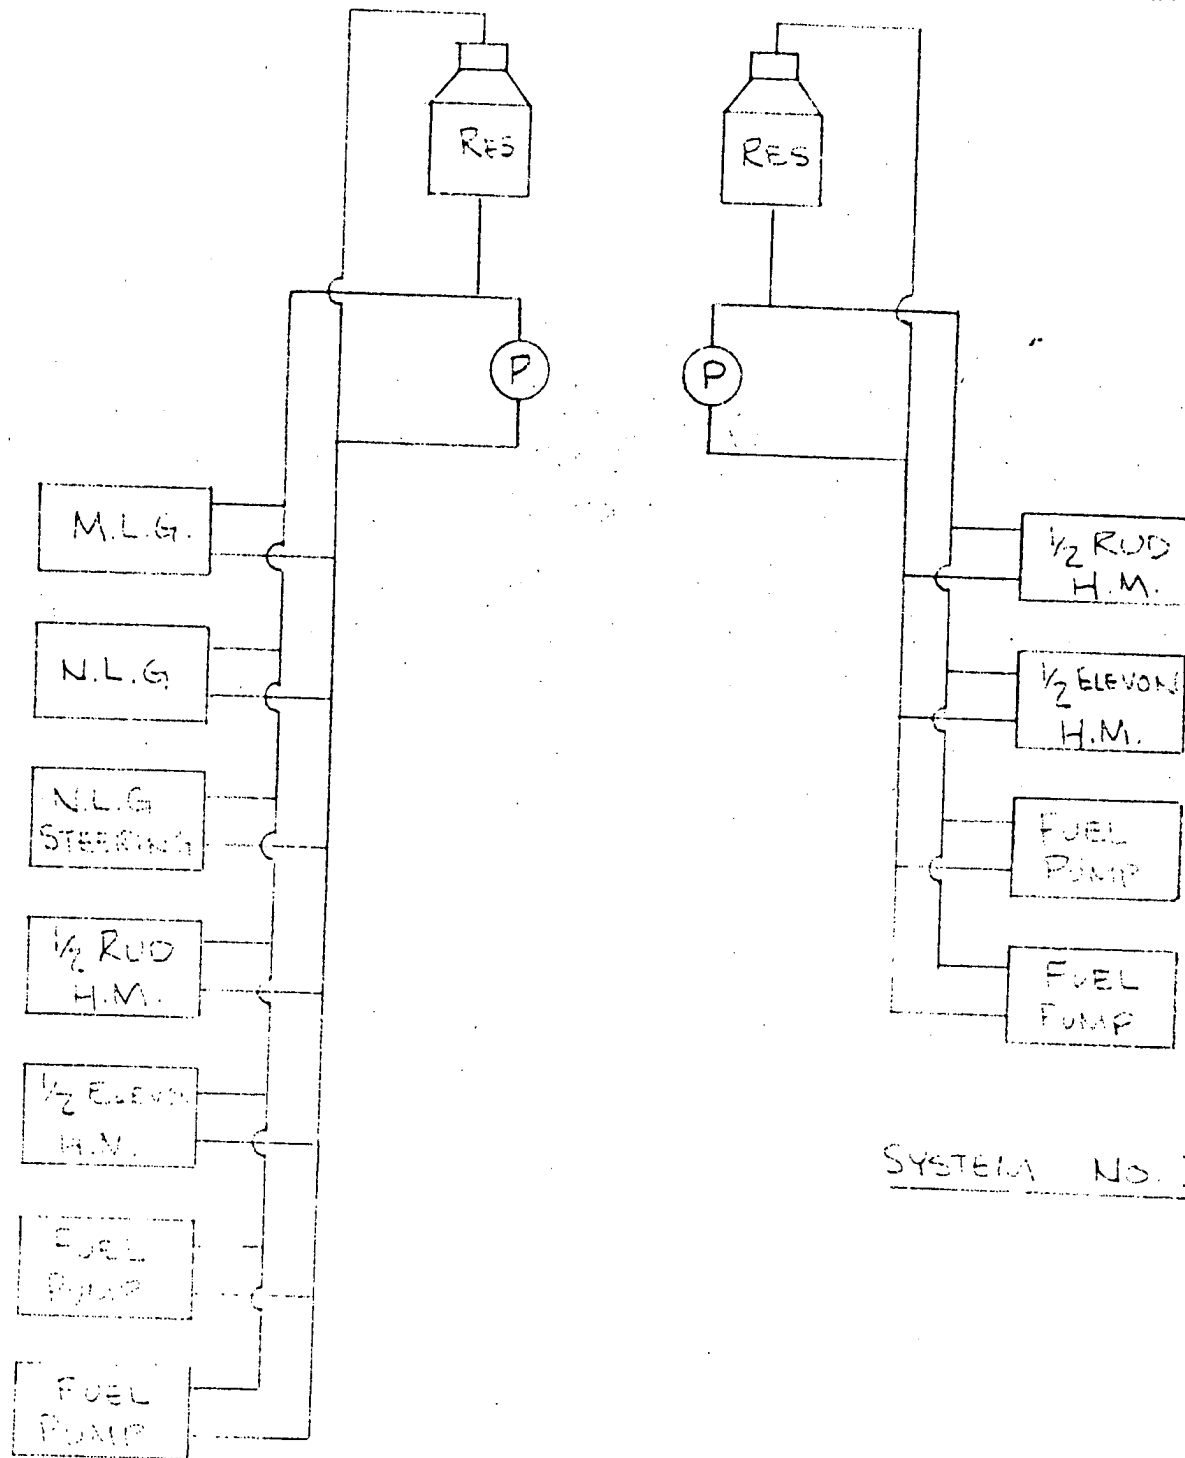 RES
RES
P
P
M.L.G.
N.L.G
N.L.G
STEERING
1/2 RUD
H.M.
1/2 ELEVON
H.M.
FUEL
PUMP
FUEL
PUMP
1/2 RUD
H.M.
1/2 ELEVON
H.M.
FUEL
PUMP
FUEL
PUMP
SYSTEM NO.